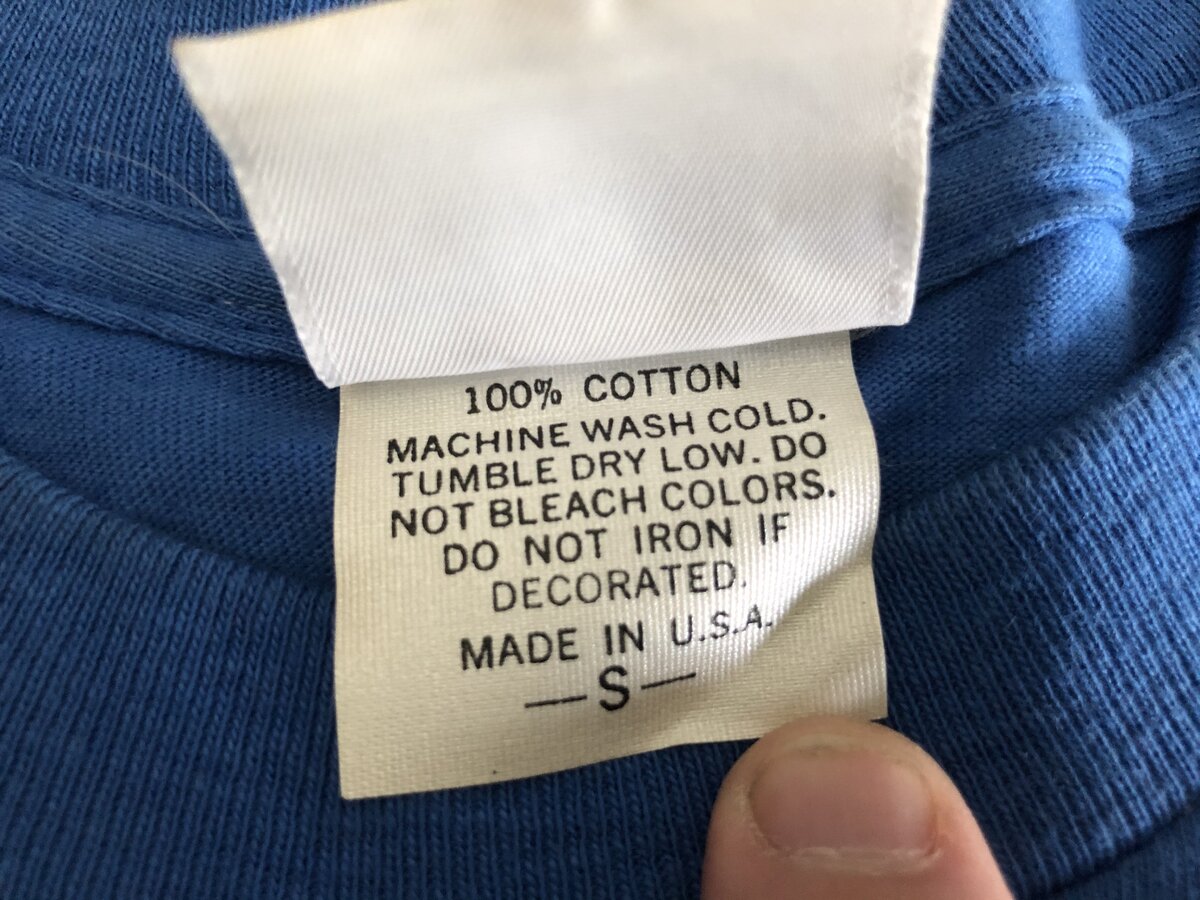 100% COTTON
MACHINE WASH COLD.
TUMBLE DRY LOW. DO
NOT BLEACH COLORS.
DO NOT IRON IF
DECORATED.
MADE IN U.S.A.
—S—